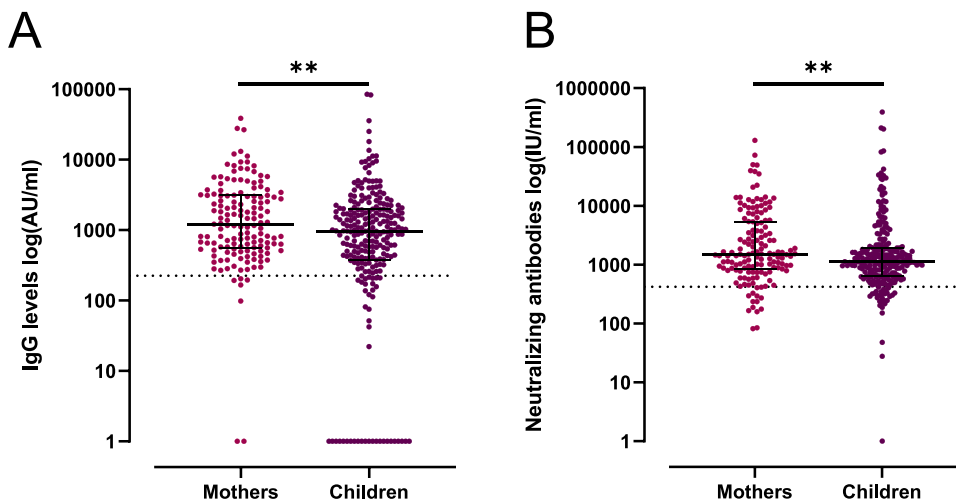 A
**
IgG levels log(AU/ml)
100000
10000
1000
100
10
1
Mothers
Children
B
**
Neutralizing antibodies log(IU/ml)
1000000
100000
10000
1000
100
10
1
Mothers
Children